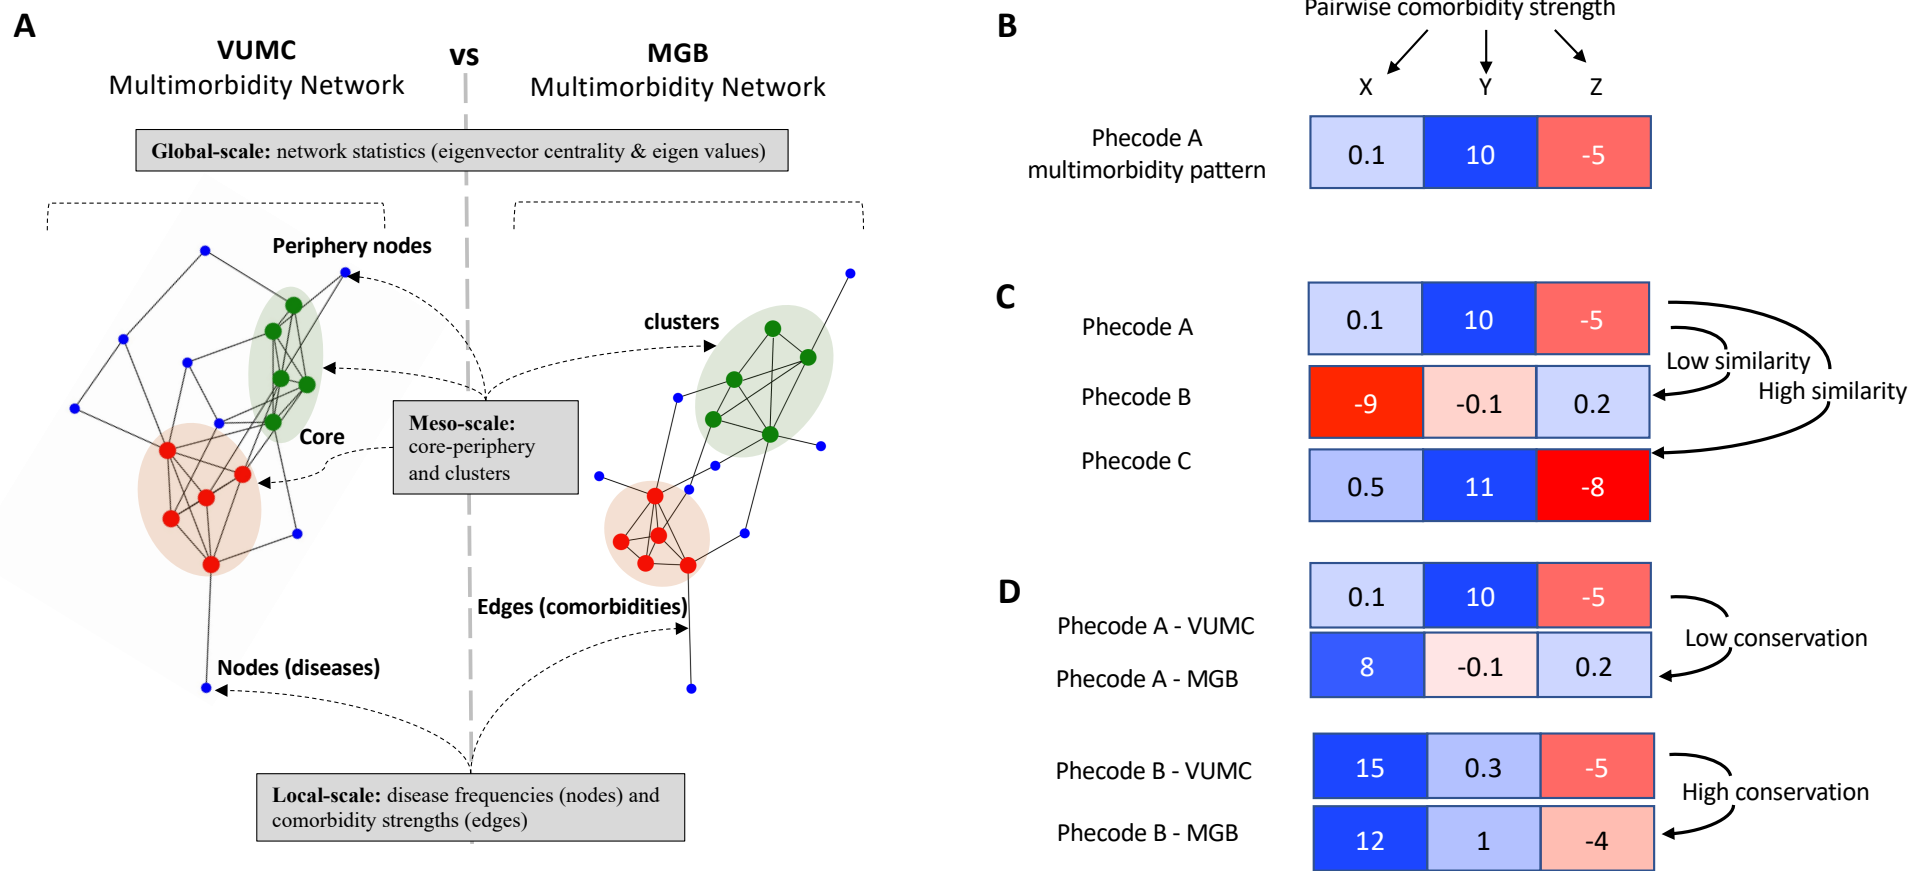 A
VUMC
Multimorbidity Network
vs
MGB
Multimorbidity Network
Global-scale: network statistics (eigenvector centrality & eigen values)
Periphery nodes
clusters
Core
Meso-scale:
core-periphery
and clusters
Edges (comorbidities)
Nodes (diseases)
Local-scale: disease frequencies (nodes) and
comorbidity strengths (edges)
B
Pairwise comorbidity strength
X Y Z
Phecode A
multimorbidity pattern
0.1 10 -5
C
Phecode A 0.1 10 -5
Low similarity
High similarity
Phecode B -9 -0.1 0.2
Phecode C 0.5 11 -8
D
Phecode A - VUMC 0.1 10 -5
Low conservation
Phecode A - MGB 8 -0.1 0.2
Phecode B - VUMC 15 0.3 -5
High conservation
Phecode B - MGB 12 1 -4